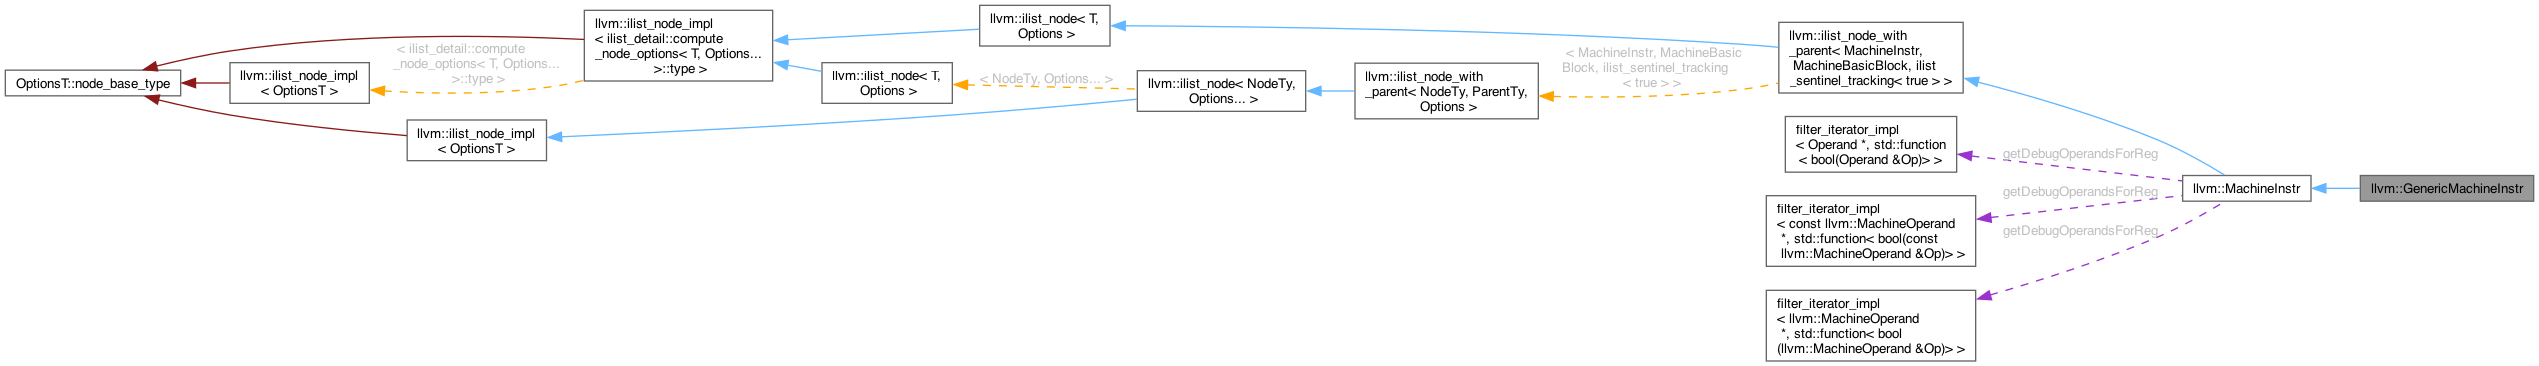 OptionsT::node_base_type
llvm::ilist_node_impl
< OptionsT >
< ilist_detail::compute
_node_options< T, Options...
>::type >
llvm::ilist_node_impl
< OptionsT >
llvm::ilist_node_impl
< ilist_detail::compute
_node_options< T, Options...
>::type >
llvm::ilist_node< T,
Options >
llvm::ilist_node< T,
Options >
< NodeTy, Options... >
llvm::ilist_node< NodeTy,
Options... >
llvm::ilist_node_with
_parent< NodeTy, ParentTy,
Options >
< MachineInstr, MachineBasic
Block, ilist_sentinel_tracking
< true > >
llvm::ilist_node_with
_parent< MachineInstr,
MachineBasicBlock, ilist
_sentinel_tracking< true > >
filter_iterator_impl
< Operand *, std::function
< bool(Operand &Op)> >
filter_iterator_impl
< const llvm::MachineOperand
*, std::function< bool(const
llvm::MachineOperand &Op)> >
filter_iterator_impl
< llvm::MachineOperand
*, std::function< bool
(llvm::MachineOperand &Op)> >
getDebugOperandsForReg
getDebugOperandsForReg
getDebugOperandsForReg
llvm::MachineInstr
llvm::GenericMachineInstr